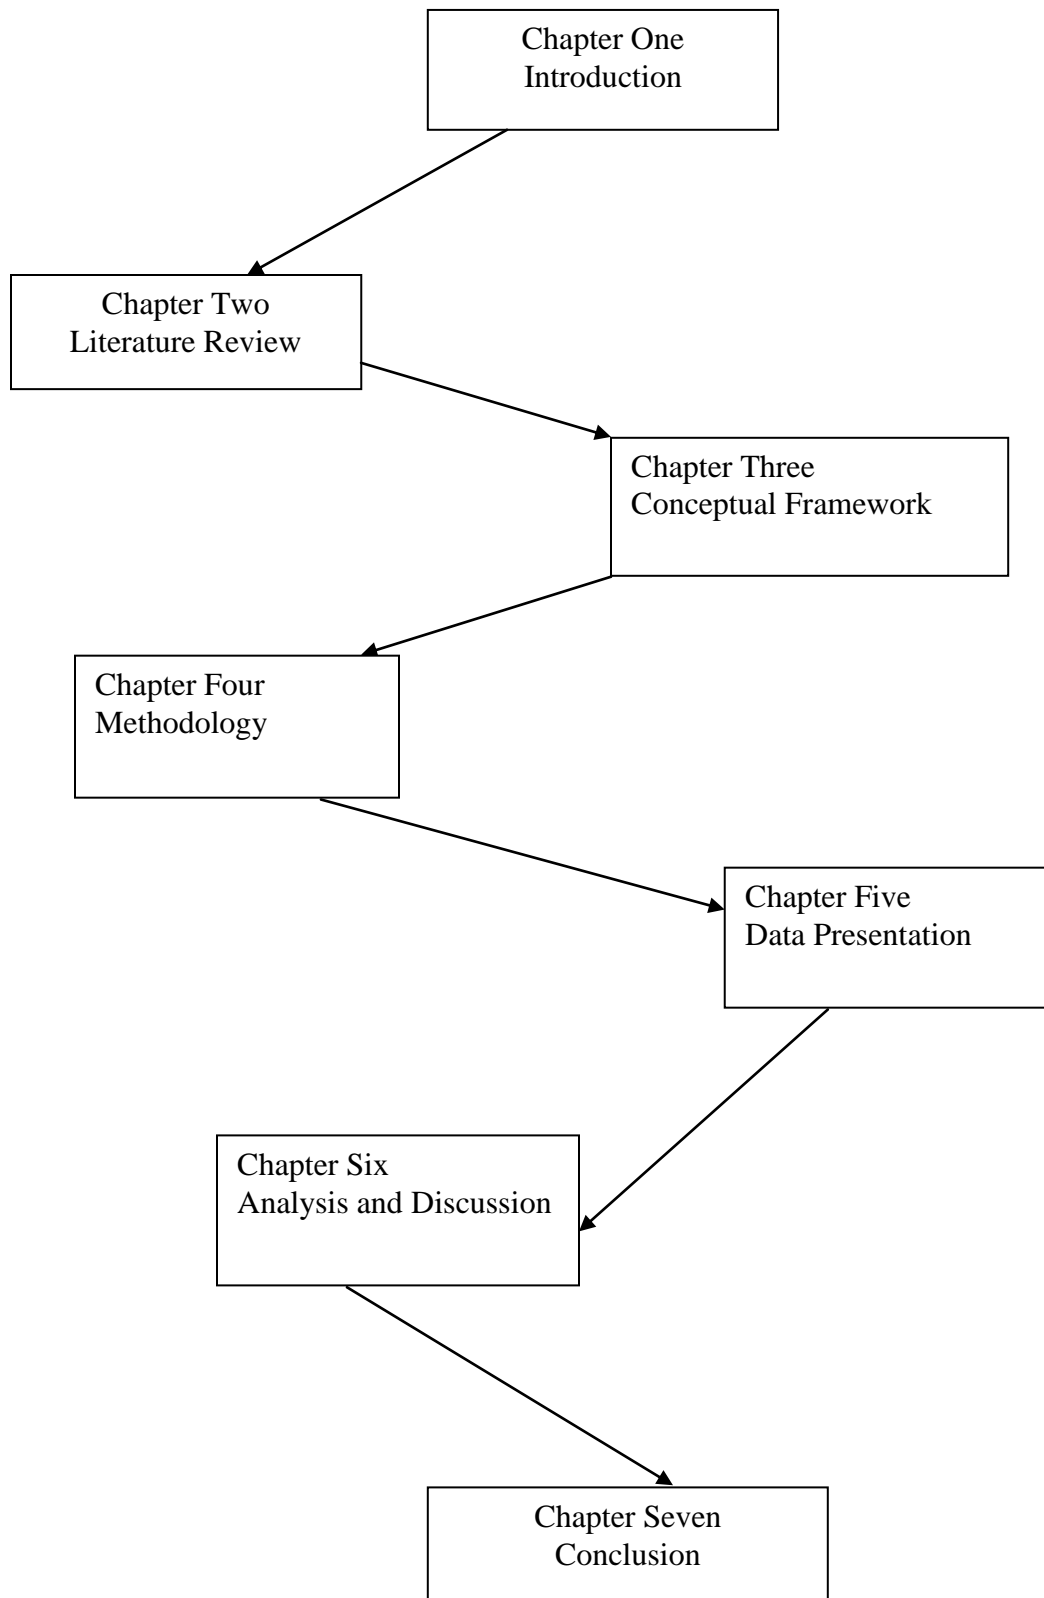 Chapter One
Introduction
Chapter Two
Literature Review
Chapter Three
Conceptual Framework
Chapter Four
Methodology
Chapter Five
Data Presentation
Chapter Six
Analysis and Discussion
Chapter Seven
Conclusion